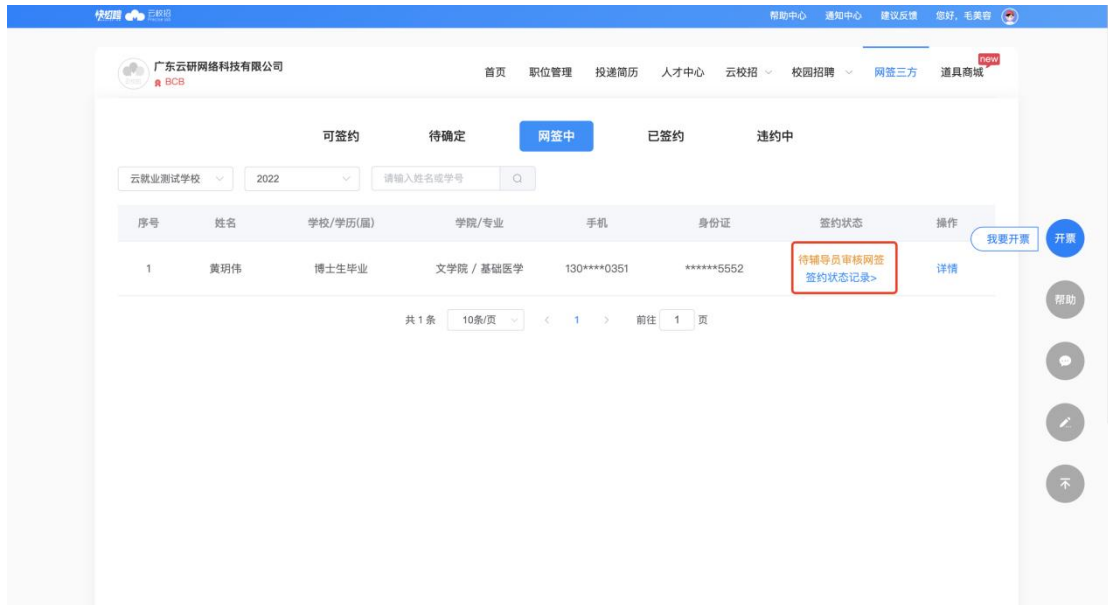 快招聘 云校招 帮助中心 通知中心 建议反馈 您好，毛美容
广东云研网络科技有限公司
BCB
首页 职位管理 投递简历 人才中心 云校招 校园招聘 网签三方 道具商城 new
可签约 待确定 网签中 已签约 违约中
云就业测试学校 2022 请输入姓名或学号
序号 姓名 学校/学历(届) 学院/专业 手机 身份证 签约状态 操作
我要开票 开票
1 黄玥伟 博士生毕业 文学院 / 基础医学 130****0351 ******5552 待辅导员审核网签 详情
签约状态记录>
帮助
共 1 条 10条/页 < 1 > 前往 1 页